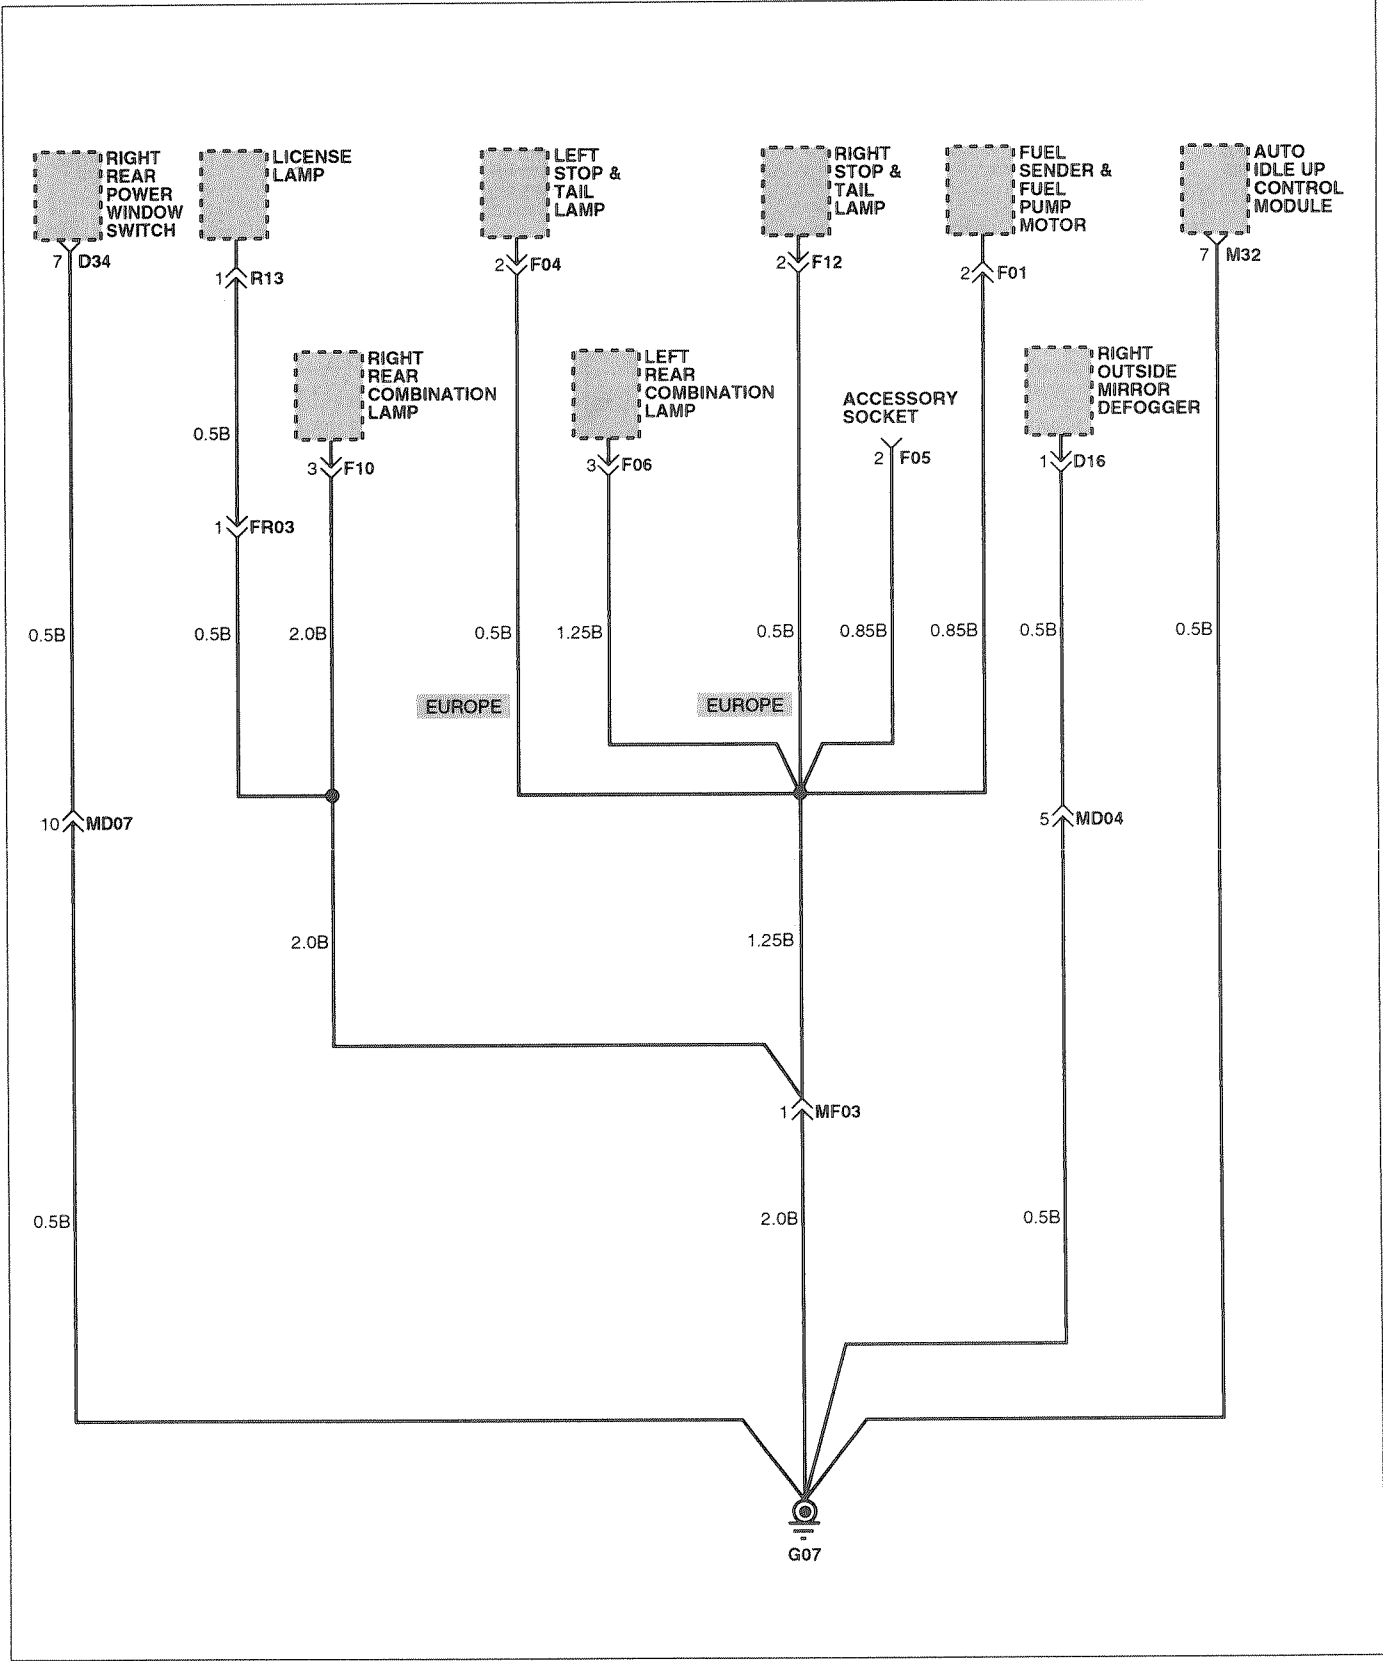 RIGHT
REAR
POWER
WINDOW
SWITCH
LICENSE
LAMP
LEFT
STOP &
TAIL
LAMP
RIGHT
STOP &
TAIL
LAMP
FUEL
SENDER &
FUEL
PUMP
MOTOR
AUTO
IDLE UP
CONTROL
MODULE
7 D34
1 R13
2 F04
2 F12
2 F01
7 M32
RIGHT
REAR
COMBINATION
LAMP
LEFT
REAR
COMBINATION
LAMP
ACCESSORY
SOCKET
RIGHT
OUTSIDE
MIRROR
DEFOGGER
0.5B
3 F10
3 F06
2 F05
1 D16
1 FR03
0.5B
0.5B
2.0B
0.5B
1.25B
0.5B
0.85B
0.85B
0.5B
0.5B
EUROPE
EUROPE
10 MD07
5 MD04
2.0B
1.25B
1 MF03
0.5B
2.0B
0.5B
G07